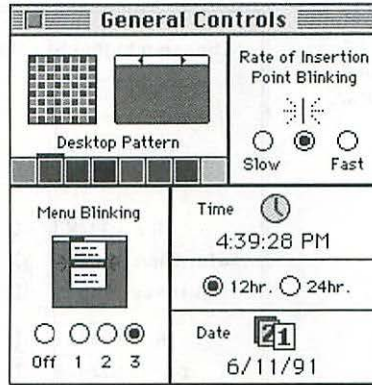 General Controls
Desktop Pattern
Rate of Insertion
Point Blinking
Slow Fast
Menu Blinking
Off 1 2 3
Time
4:39:28 PM
12hr. 24hr.
Date 21
6/11/91